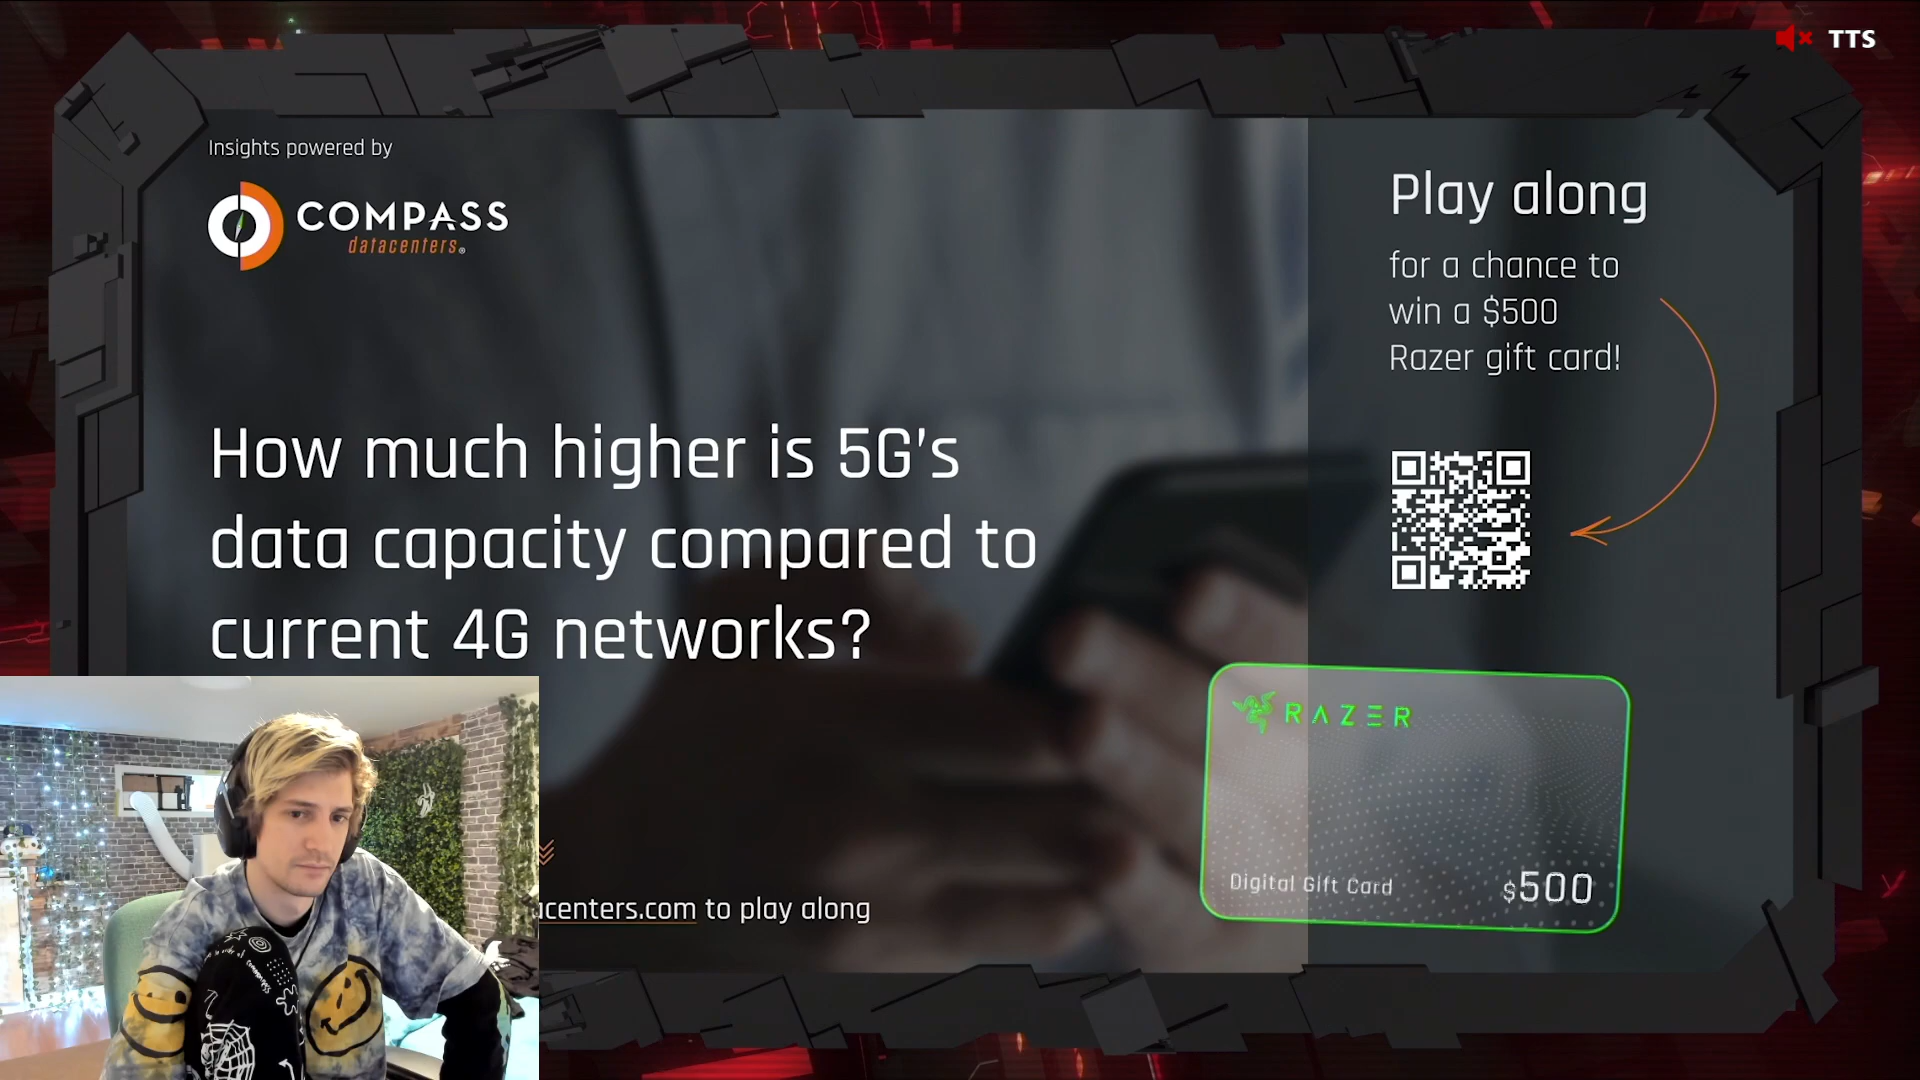 TTS
Insights powered by
COMPASS
datacenters®
How much higher is 5G's
data capacity compared to
current 4G networks?
acenters.com to play along
Play along
for a chance to
win a $500
Razer gift card!
RAZER
Digital Gift Card
$500